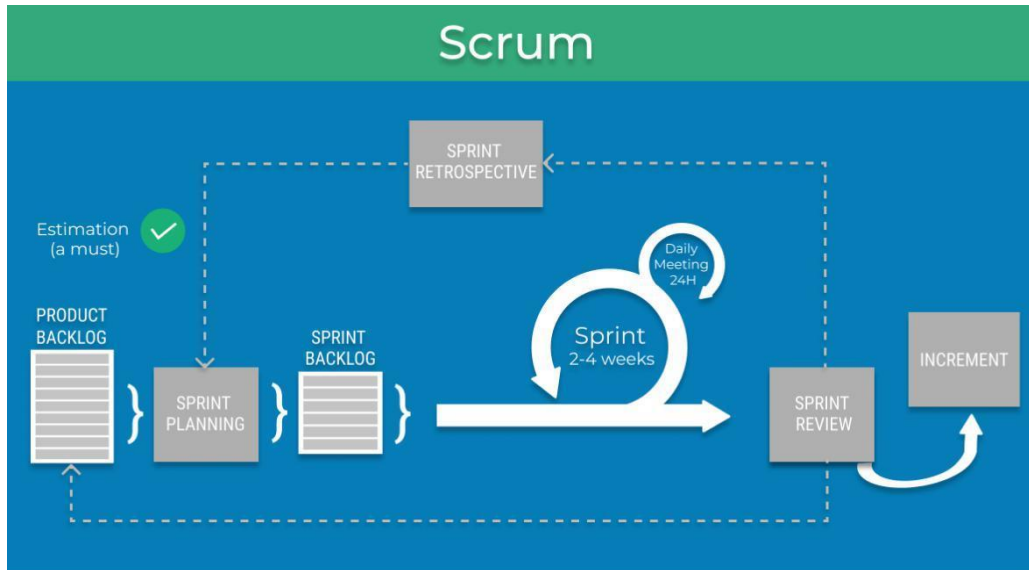 Scrum
SPRINT
RETROSPECTIVE
Estimation
(a must)
Daily
Meeting
24H
PRODUCT
BACKLOG
SPRINT
BACKLOG
Sprint
2-4 weeks
INCREMENT
SPRINT
PLANNING
SPRINT
REVIEW